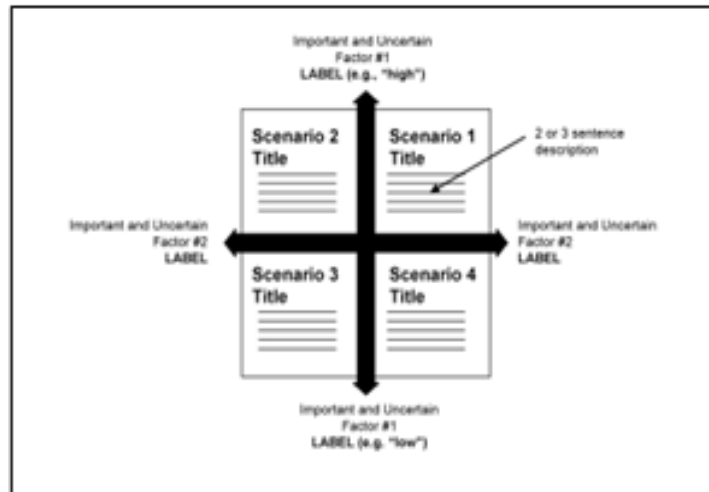 Important and Uncertain
Factor #1
LABEL (e.g., "high")
Scenario 2
Title
Scenario 1
Title
2 or 3 sentence
description
Important and Uncertain
Factor #2
LABEL
Important and Uncertain
Factor #2
LABEL
Scenario 3
Title
Scenario 4
Title
Important and Uncertain
Factor #1
LABEL (e.g. "low")